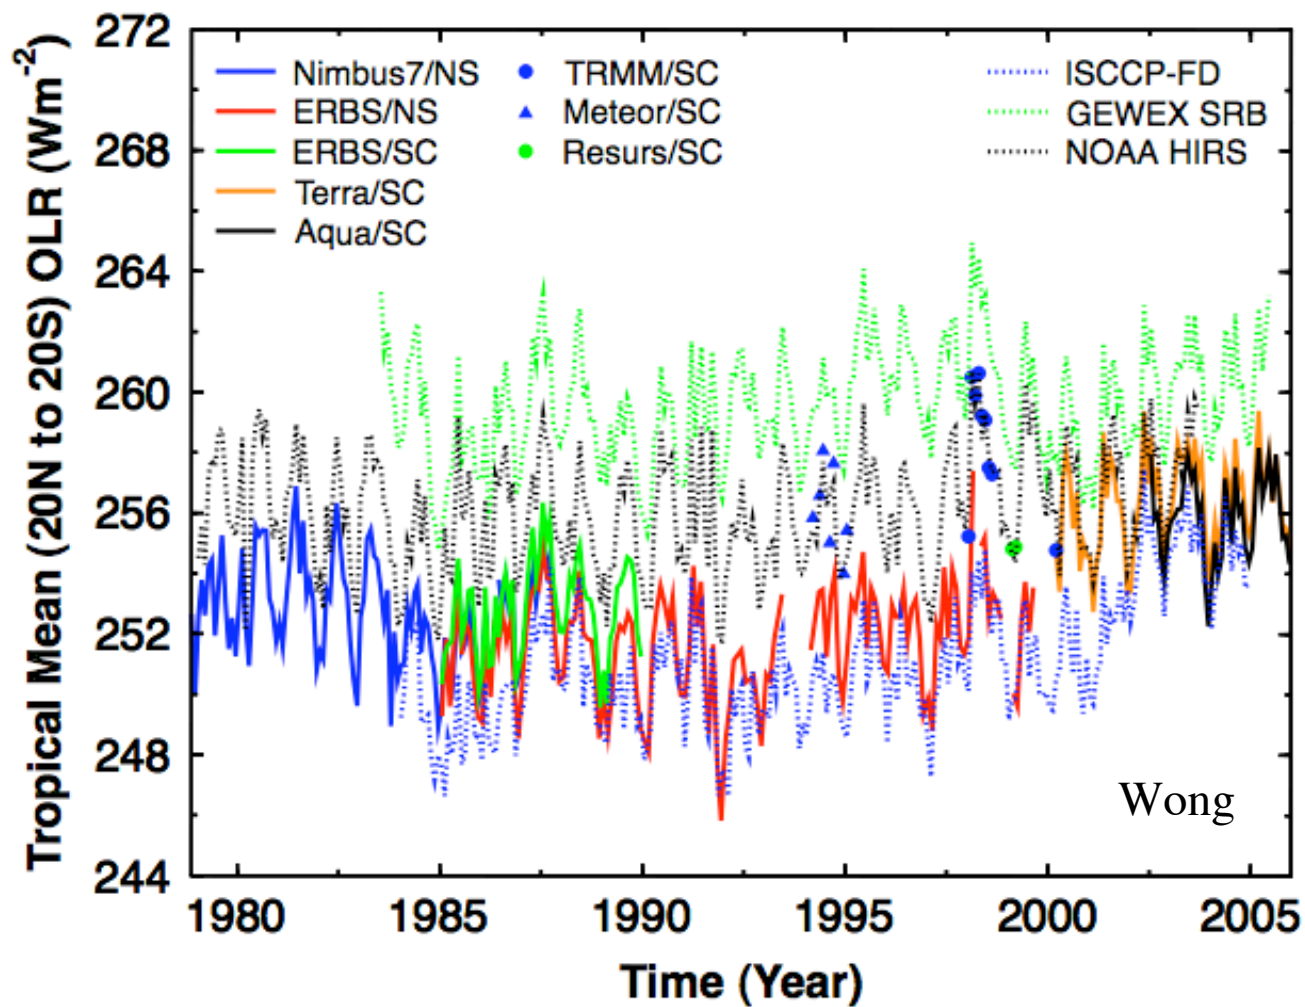 Tropical Mean (20N to 20S) OLR (Wm⁻²)
272
268
264
260
256
252
248
244
Nimbus7/NS
ERBS/NS
ERBS/SC
Terra/SC
Aqua/SC
TRMM/SC
Meteor/SC
Resurs/SC
ISCCP-FD
GEWEX SRB
NOAA HIRS
Wong
1980 1985 1990 1995 2000 2005
Time (Year)